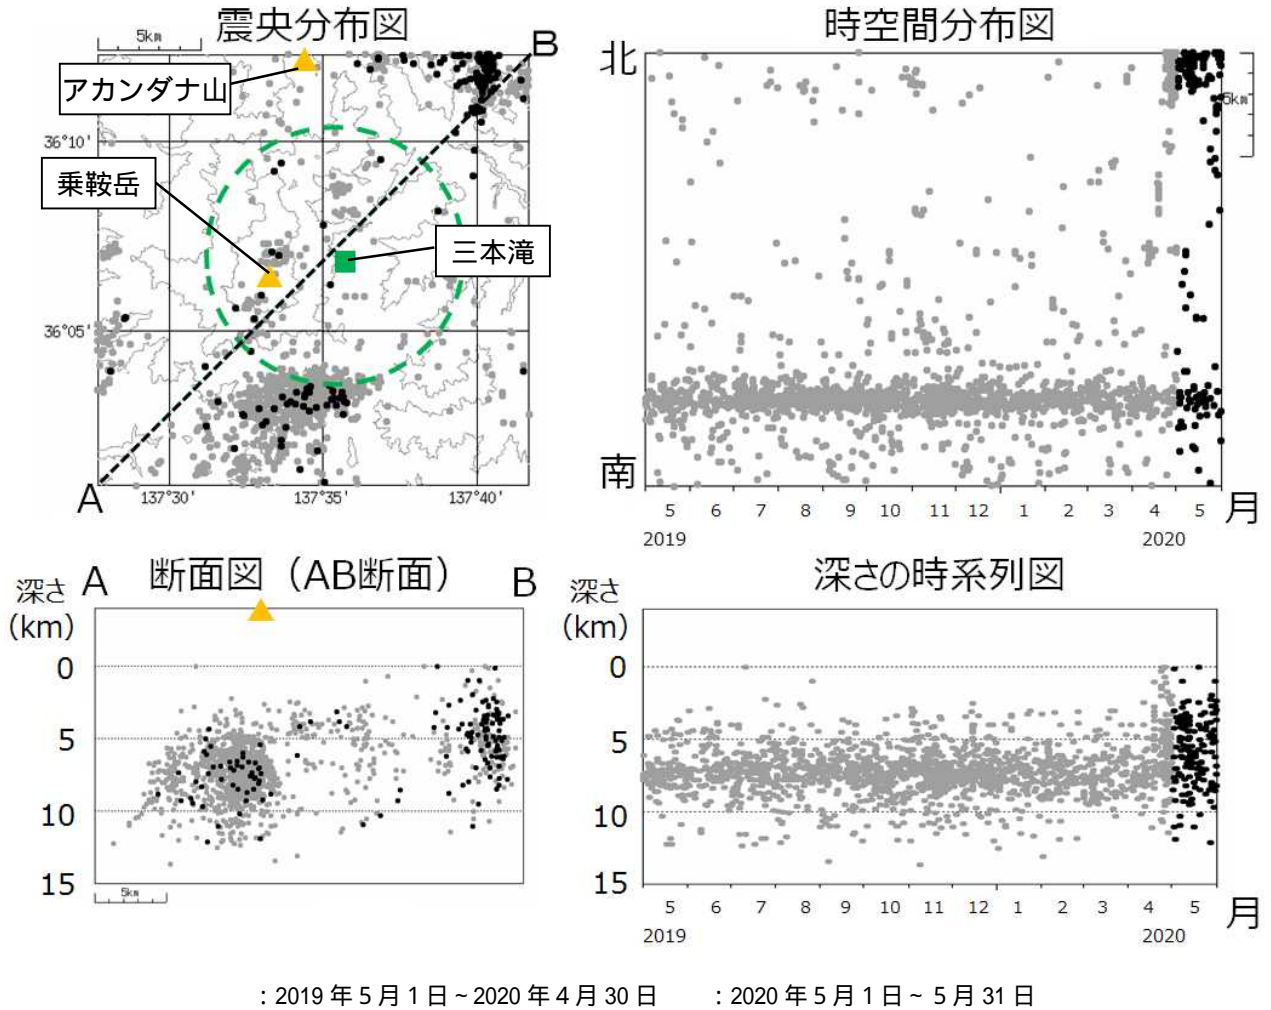 震央分布図
5km
B
アカンダナ山
36°10'
乗鞍岳
三本滝
36°05'
A
137°30'
137°35'
137°40'
時空間分布図
北
5km
南
5 6 7 8 9 10 11 12 1 2 3 4 5 月
2019 2020
A 断面図（AB断面） B
深さ
（km）
0
5
10
15
5km
深さの時系列図
深さ
（km）
0
5
10
15
5 6 7 8 9 10 11 12 1 2 3 4 5 月
2019 2020
：2019年5月1日～2020年4月30日 ：2020年5月1日～5月31日